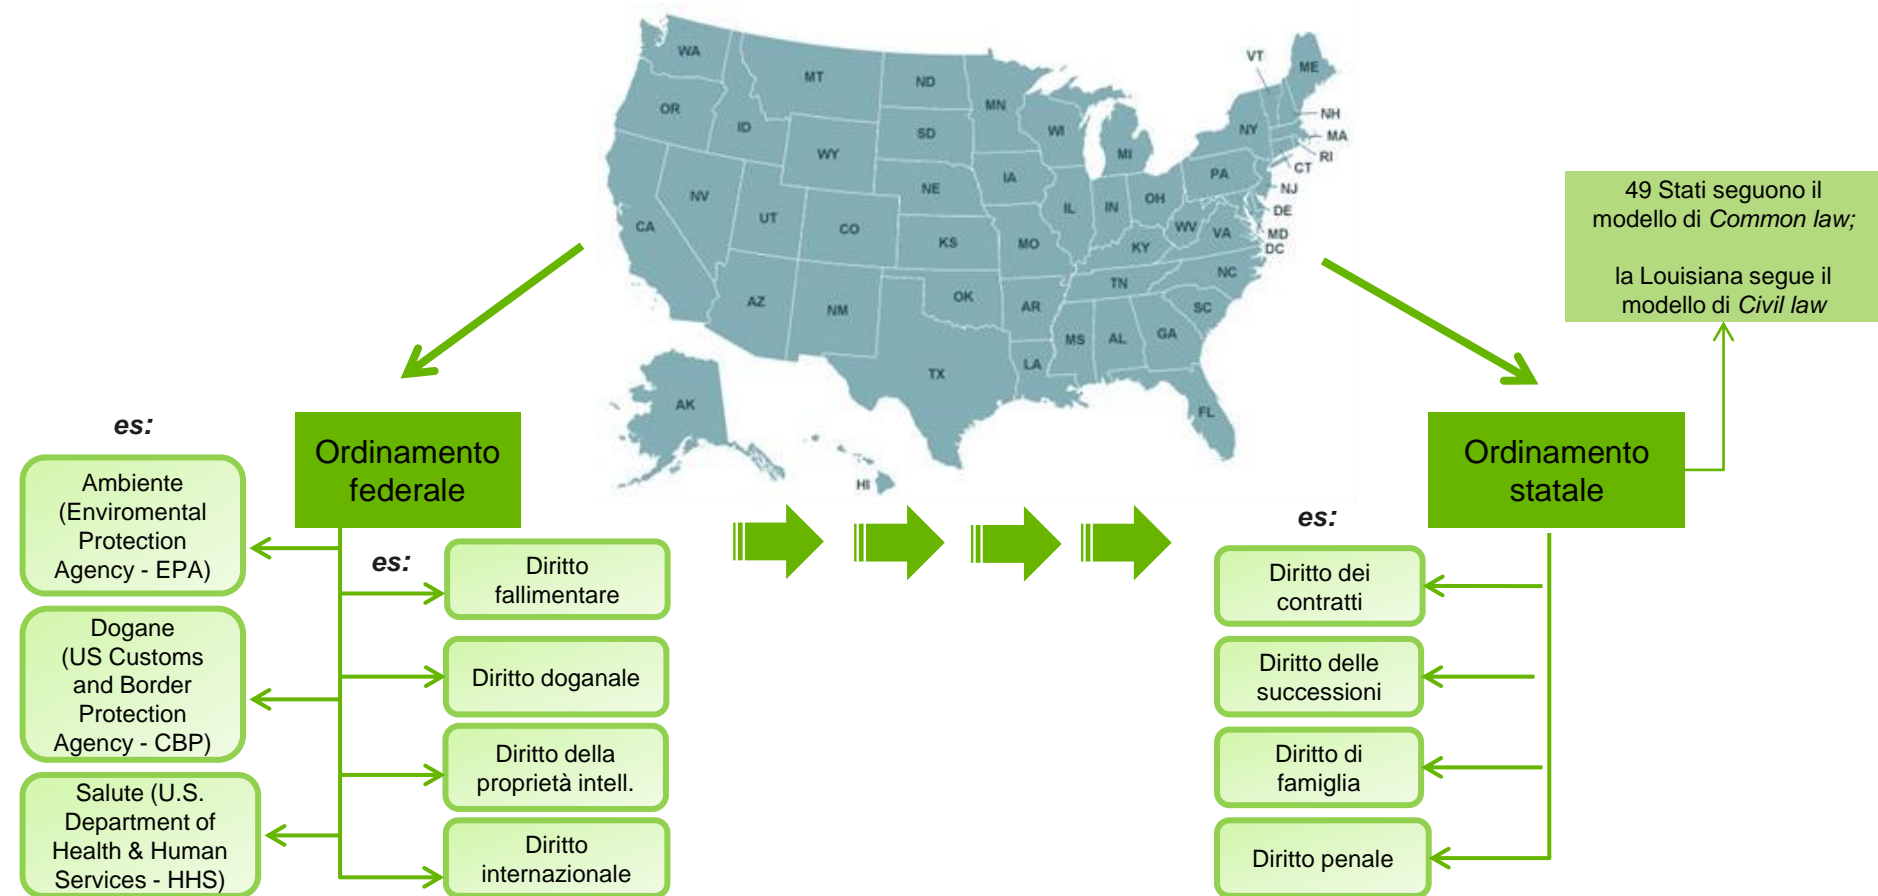 WA
MT
ND
MN
VT
ME
OR
ID
SD
WI
NY
NH
MA
WY
MI
RI
CT
NV
NE
IA
PA
NJ
UT
IL
IN
OH
DE
CA
CO
WV
VA
MD
KS
MO
KY
DC
NC
TN
AZ
NM
OK
AR
SC
MS
AL
GA
LA
TX
AK
FL
HI
49 Stati seguono il
modello di Common law;
la Louisiana segue il
modello di Civil law
Ordinamento
federale
es:
Ambiente
(Enviromental
Protection
Agency - EPA)
Dogane
(US Customs
and Border
Protection
Agency - CBP)
Salute (U.S.
Department of
Health & Human
Services - HHS)
es:
Diritto
fallimentare
Diritto doganale
Diritto della
proprietà intell.
Diritto
internazionale
Ordinamento
statale
es:
Diritto dei
contratti
Diritto delle
successioni
Diritto di
famiglia
Diritto penale